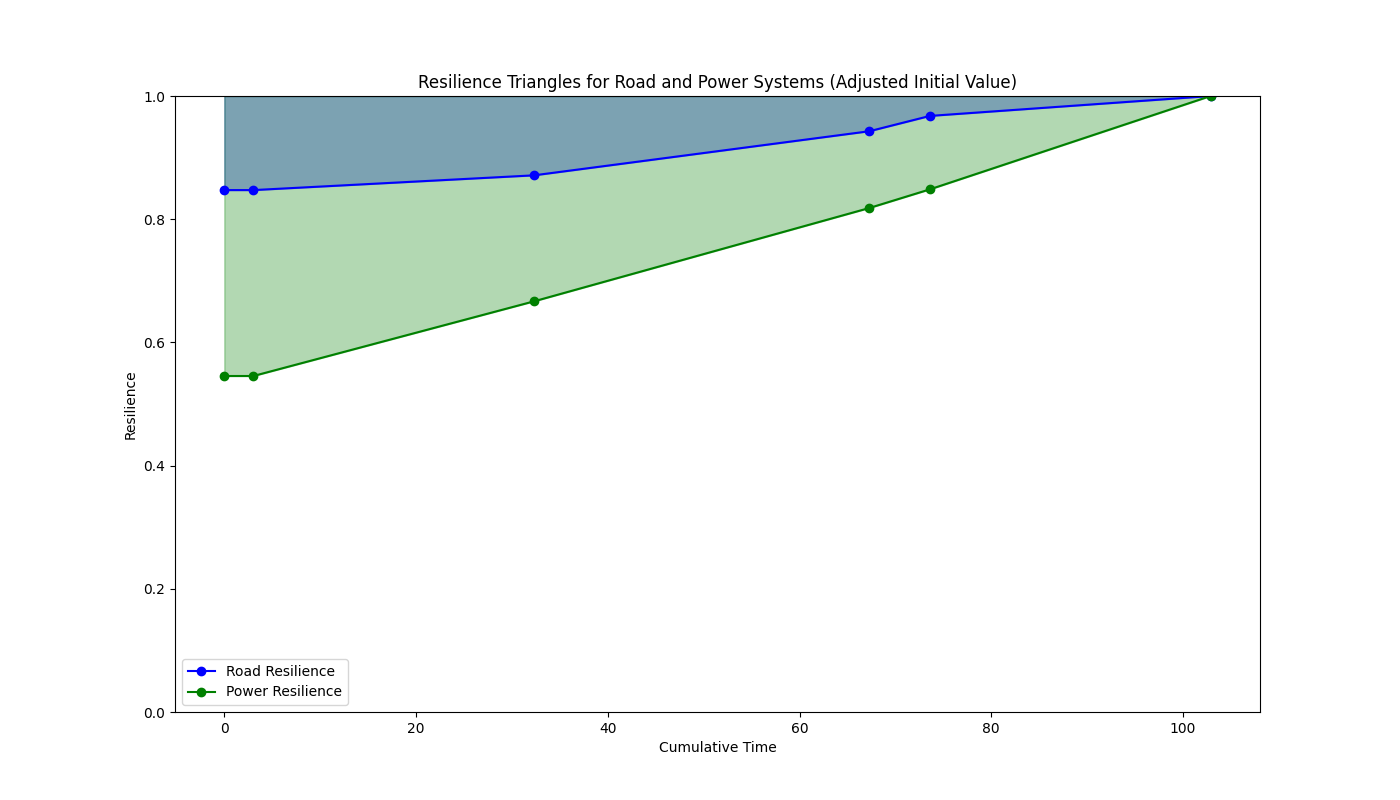 Resilience Triangles for Road and Power Systems (Adjusted Initial Value)
1.0
0.8
0.6
0.4
0.2
0.0
Resilience
Road Resilience
Power Resilience
0 20 40 60 80 100
Cumulative Time